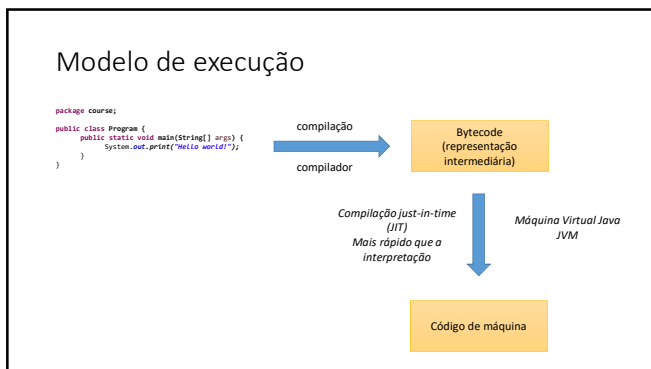 Modelo de execução
package course;
public class Program {
public static void main(String[] args) {
System.out.print("Hello world!");
}
}
compilação
compilador
Bytecode
(representação
intermediária)
Compilação just-in-time
(JIT)
Mais rápido que a
interpretação
Máquina Virtual Java
JVM
Código de máquina